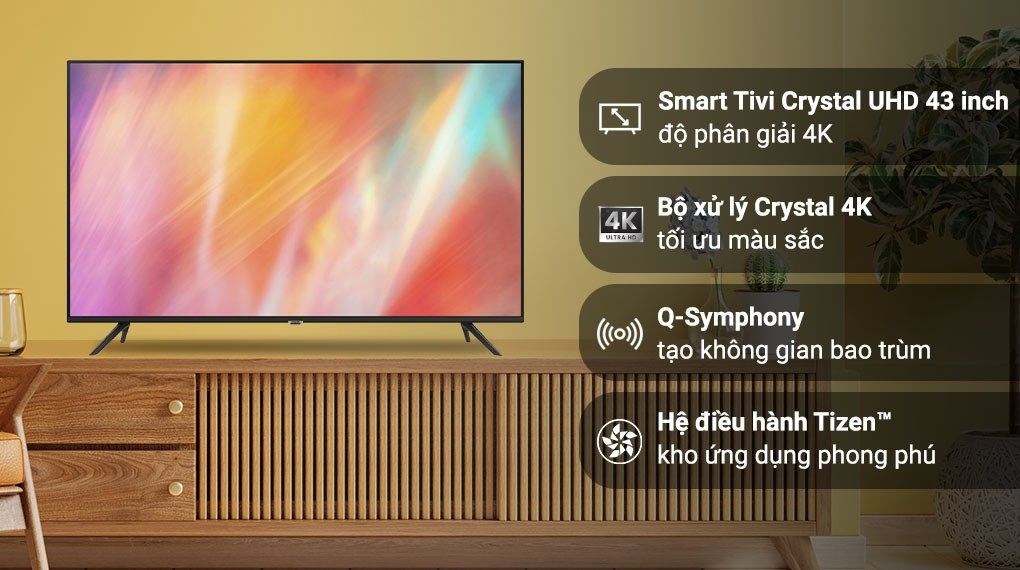 Smart Tivi Crystal UHD 43 inch
độ phân giải 4K
4K
ULTRA HD
Bộ xử lý Crystal 4K
tối ưu màu sắc
Q-Symphony
tạo không gian bao trùm
Hệ điều hành Tizen™
kho ứng dụng phong phú